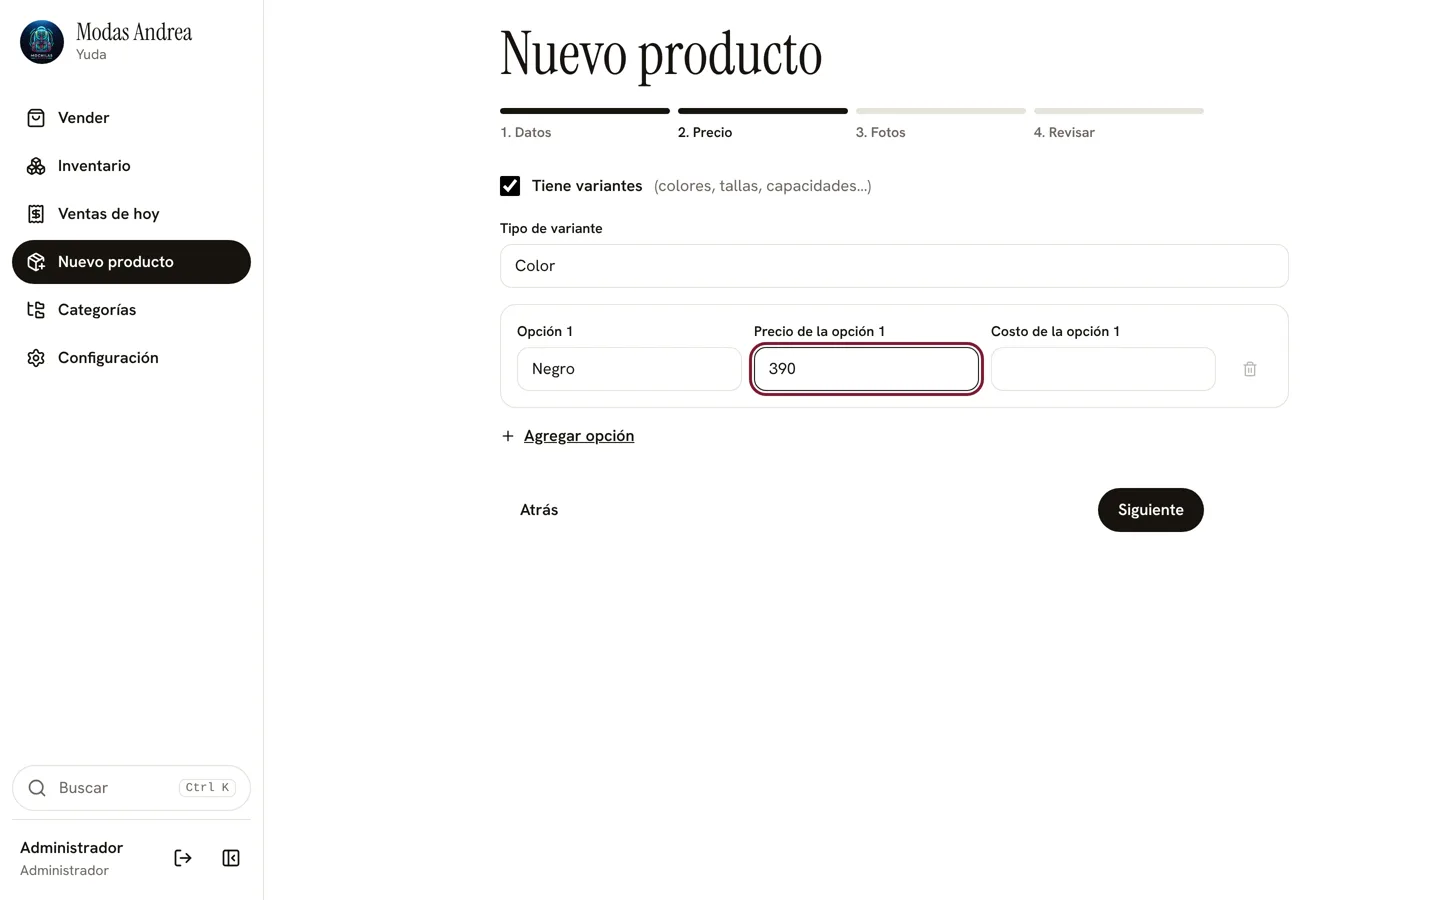 Modas Andrea
Yuda
Vender
Inventario
Ventas de hoy
Nuevo producto
Categorías
Configuración
Buscar
Ctrl K
Administrador
Administrador
Nuevo producto
1. Datos
2. Precio
3. Fotos
4. Revisar
Tiene variantes (colores, tallas, capacidades...)
Tipo de variante
Color
Opción 1
Precio de la opción 1
Costo de la opción 1
Negro
390
Agregar opción
Atrás
Siguiente